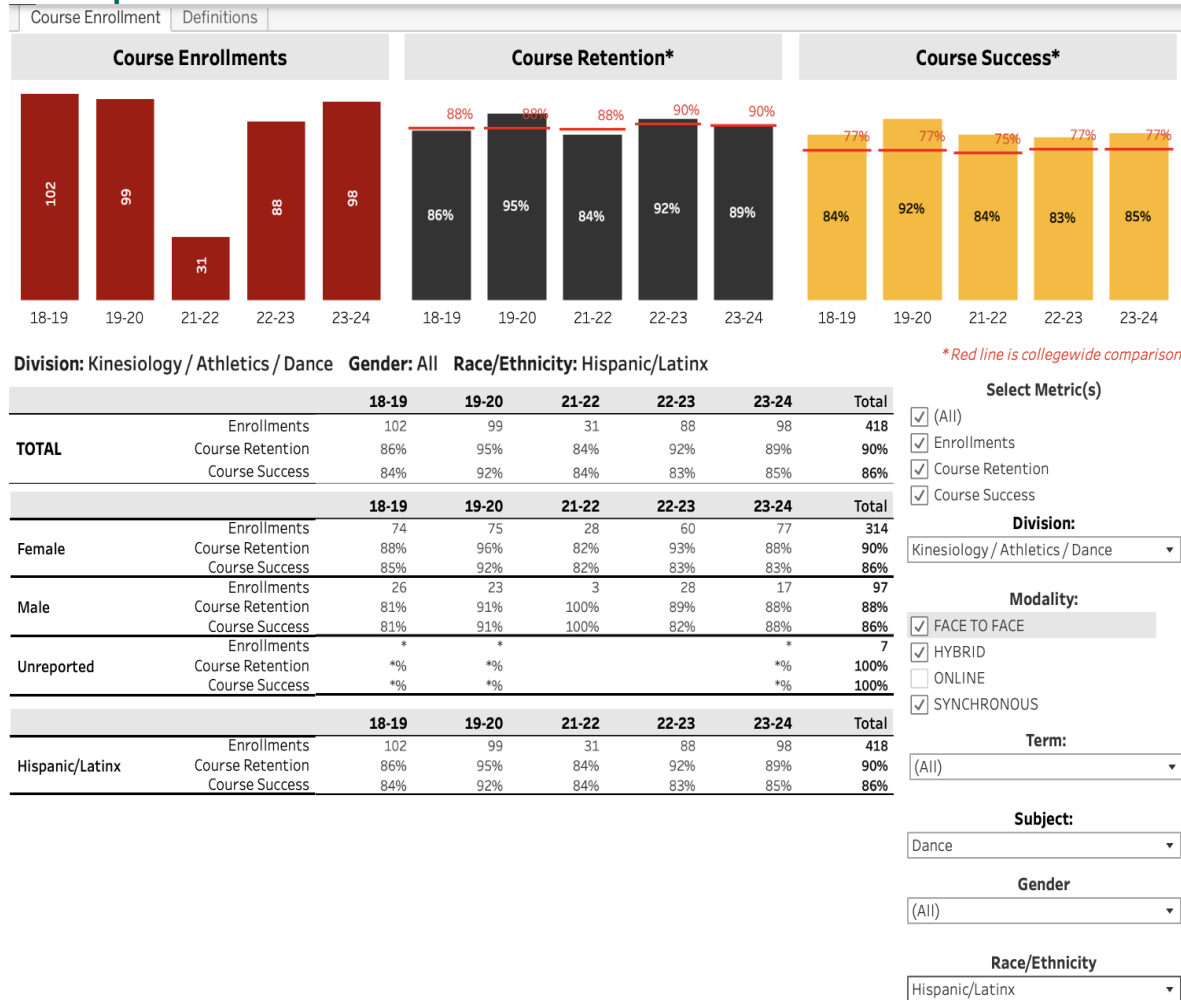 Course Enrollment Definitions
Course Enrollments Course Retention* Course Success*
88% 88% 88% 90% 90%
77% 77% 75% 77% 77%
102 99 31 88 98
86% 95% 84% 92% 89%
84% 92% 84% 83% 85%
18-19 19-20 21-22 22-23 23-24 18-19 19-20 21-22 22-23 23-24 18-19 19-20 21-22 22-23 23-24
* Red line is collegewide comparison
Division: Kinesiology / Athletics / Dance Gender: All Race/Ethnicity: Hispanic/Latinx
18-19 19-20 21-22 22-23 23-24 Total
Enrollments 102 99 31 88 98 418
TOTAL Course Retention 86% 95% 84% 92% 89% 90%
Course Success 84% 92% 84% 83% 85% 86%
18-19 19-20 21-22 22-23 23-24 Total
Enrollments 74 75 28 60 77 314
Female Course Retention 88% 96% 82% 93% 88% 90%
Course Success 85% 92% 82% 83% 83% 86%
Enrollments 26 23 3 28 17 97
Male Course Retention 81% 91% 100% 89% 88% 88%
Course Success 81% 91% 100% 82% 88% 86%
Enrollments * * * 7
Unreported Course Retention *% *% *% 100%
Course Success *% *% *% 100%
18-19 19-20 21-22 22-23 23-24 Total
Enrollments 102 99 31 88 98 418
Hispanic/Latinx Course Retention 86% 95% 84% 92% 89% 90%
Course Success 84% 92% 84% 83% 85% 86%
Select Metric(s)
(All)
Enrollments
Course Retention
Course Success
Division:
Kinesiology / Athletics / Dance
Modality:
FACE TO FACE
HYBRID
ONLINE
SYNCHRONOUS
Term:
(All)
Subject:
Dance
Gender
(All)
Race/Ethnicity
Hispanic/Latinx